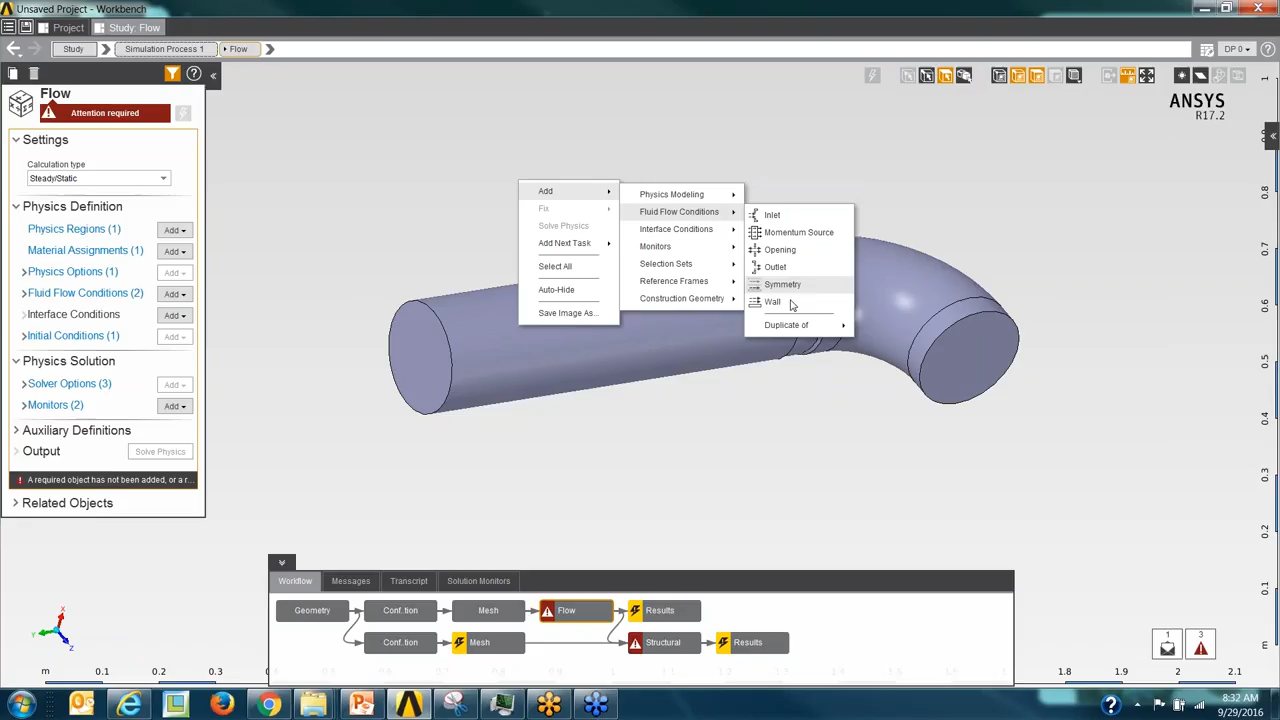 Unsaved Project - Workbench
Project
Study: Flow
Study
Simulation Process 1
Flow
DP 0
Flow
Attention required
Settings
Calculation type
Steady/Static
Physics Definition
Physics Regions (1)
Add
Material Assignments (1)
Add
Physics Options (1)
Add
Fluid Flow Conditions (2)
Add
Interface Conditions
Add
Initial Conditions (1)
Add
Physics Solution
Solver Options (3)
Add
Monitors (2)
Add
Auxiliary Definitions
Output
Solve Physics
A required object has not been added, or a r...
Related Objects
ANSYS
R17.2
Add
Fix
Solve Physics
Add Next Task
Select All
Auto-Hide
Save Image As...
Physics Modeling
Fluid Flow Conditions
Interface Conditions
Monitors
Selection Sets
Reference Frames
Construction Geometry
Inlet
Momentum Source
Opening
Outlet
Symmetry
Wall
Duplicate of
1
0.8
0.7
0.6
0.5
0.4
0.3
0.2
X
Y
Z
Workflow
Messages
Transcript
Solution Monitors
Geometry
Conf..tion
Mesh
Flow
Results
Conf..tion
Mesh
Structural
Results
1
3
m
0.1
1.8
1.9
2
2.1
m
8:32 AM
9/29/2016